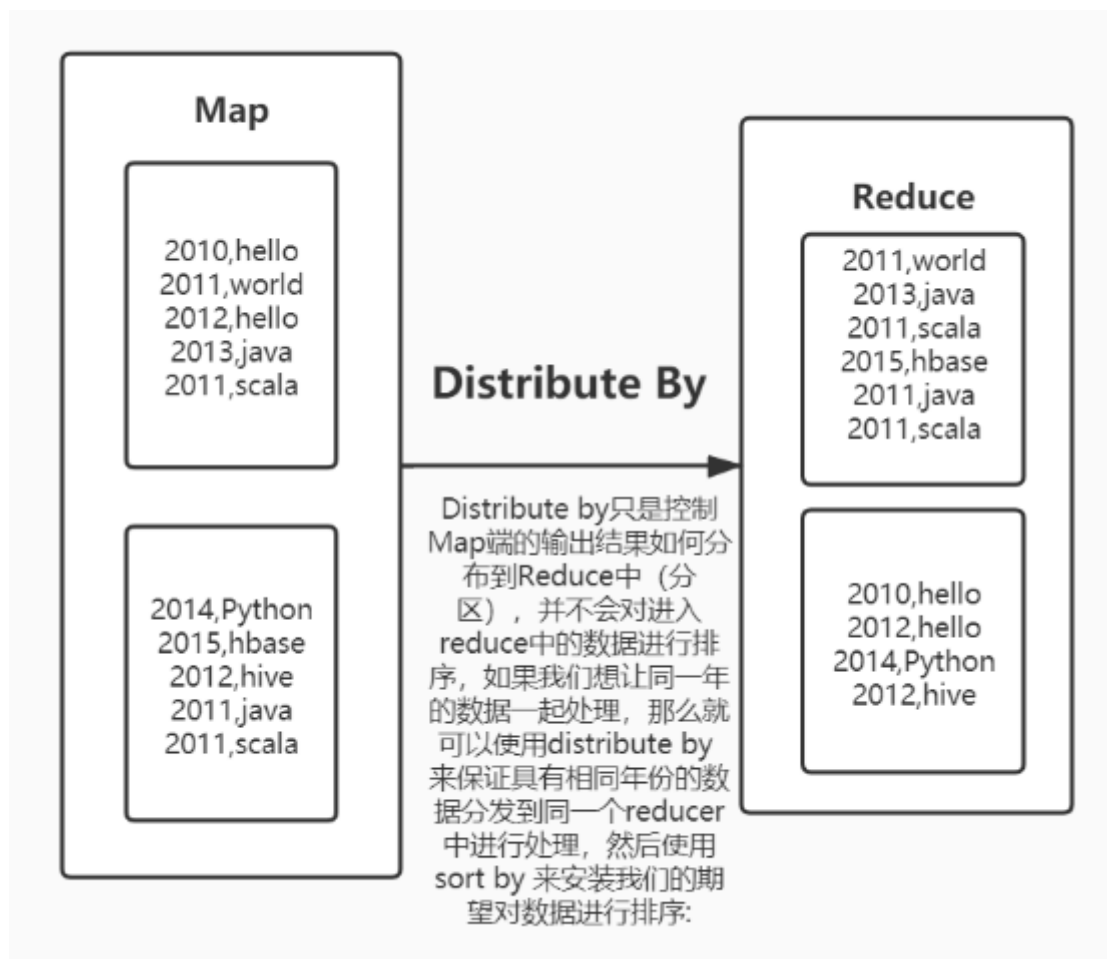 Map
2010,hello
2011,world
2012,hello
2013,java
2011,scala
2014,Python
2015,hbase
2012,hive
2011,java
2011,scala
Distribute By
Distribute by只是控制
Map端的输出结果如何分
布到Reduce中（分
区），并不会对进入
reduce中的数据进行排
序，如果我们想让同一年
的数据一起处理，那么就
可以使用distribute by
来保证具有相同年份的数
据分发到同一个reducer
中进行处理，然后使用
sort by 来安装我们的期
望对数据进行排序:
Reduce
2011,world
2013,java
2011,scala
2015,hbase
2011,java
2011,scala
2010,hello
2012,hello
2014,Python
2012,hive